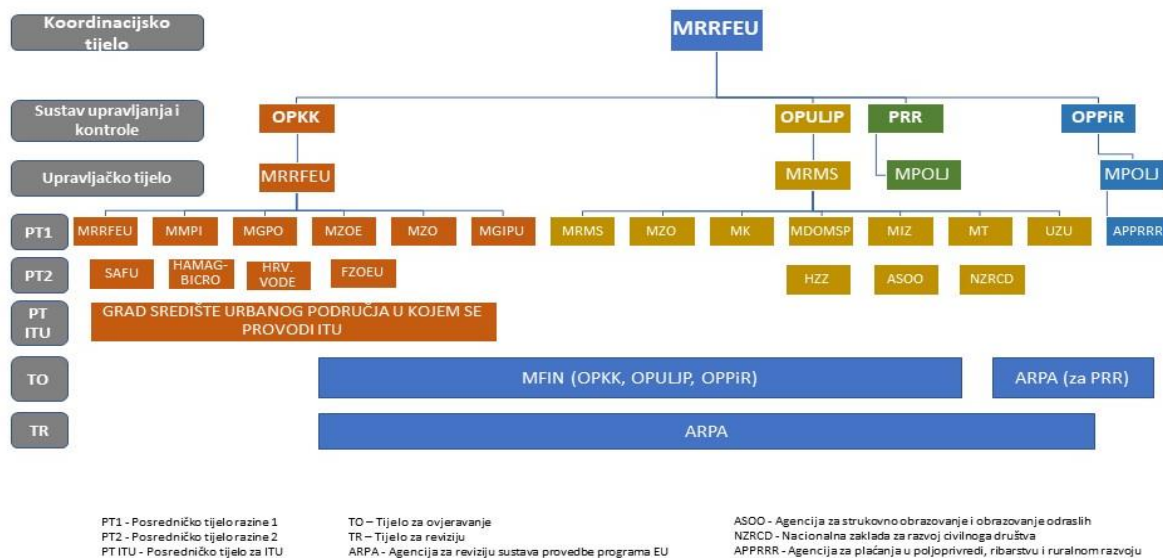 Koordinacijsko
tijelo
MRRFEU
Sustav upravljanja i
kontrole
OPKK
OPULJP
PRR
OPPiR
Upravljačko tijelo
MRRFEU
MRMS
MPOLJ
MPOLJ
PT1
MRRFEU
MMPI
MGPO
MZOE
MZO
MGIPU
MRMS
MZO
MK
MDOMSP
MIZ
MT
UZU
APPRRR
PT2
SAFU
HAMAG-
BICRO
HRV.
VODE
FZOEU
HZZ
ASOO
NZRCD
PT
ITU
GRAD SREDIŠTE URBANOG PODRUČJA U KOJEM SE
PROVODI ITU
TO
MFIN (OPKK, OPULJP, OPPiR)
ARPA (za PRR)
TR
ARPA
PT1 - Posredničko tijelo razine 1
PT2 - Posredničko tijelo razine 2
PT ITU - Posredničko tijelo za ITU
TO – Tijelo za ovjeravanje
TR – Tijelo za reviziju
ARPA - Agencija za reviziju sustava provedbe programa EU
ASOO - Agencija za strukovno obrazovanje i obrazovanje odraslih
NZRCD - Nacionalna zaklada za razvoj civilnoga društva
APPRRR - Agencija za plaćanja u poljoprivredi, ribarstvu i ruralnom razvoju